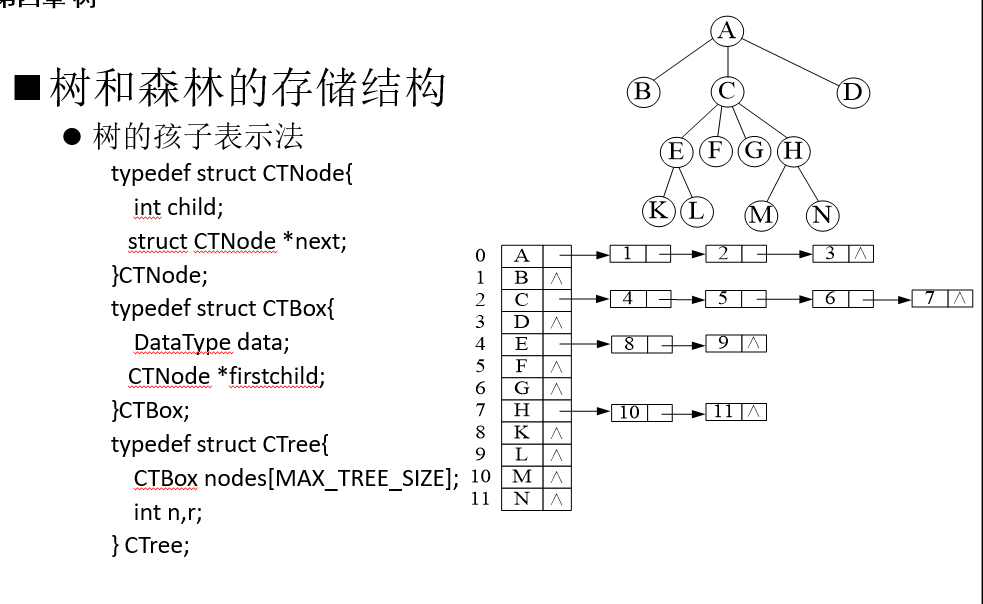 第四章 树
■树和森林的存储结构
● 树的孩子表示法
typedef struct CTNode{
int child;
struct CTNode *next;
}CTNode;
typedef struct CTBox{
DataType data;
CTNode *firstchild;
}CTBox;
typedef struct CTree{
CTBox nodes[MAX_TREE_SIZE];
int n,r;
} CTree;
A
B C D
E F G H
K L M N
0 A 1 2 3 ∧
1 B ∧
2 C 4 5 6 7 ∧
3 D ∧
4 E 8 9 ∧
5 F ∧
6 G ∧
7 H 10 11 ∧
8 K ∧
9 L ∧
10 M ∧
11 N ∧